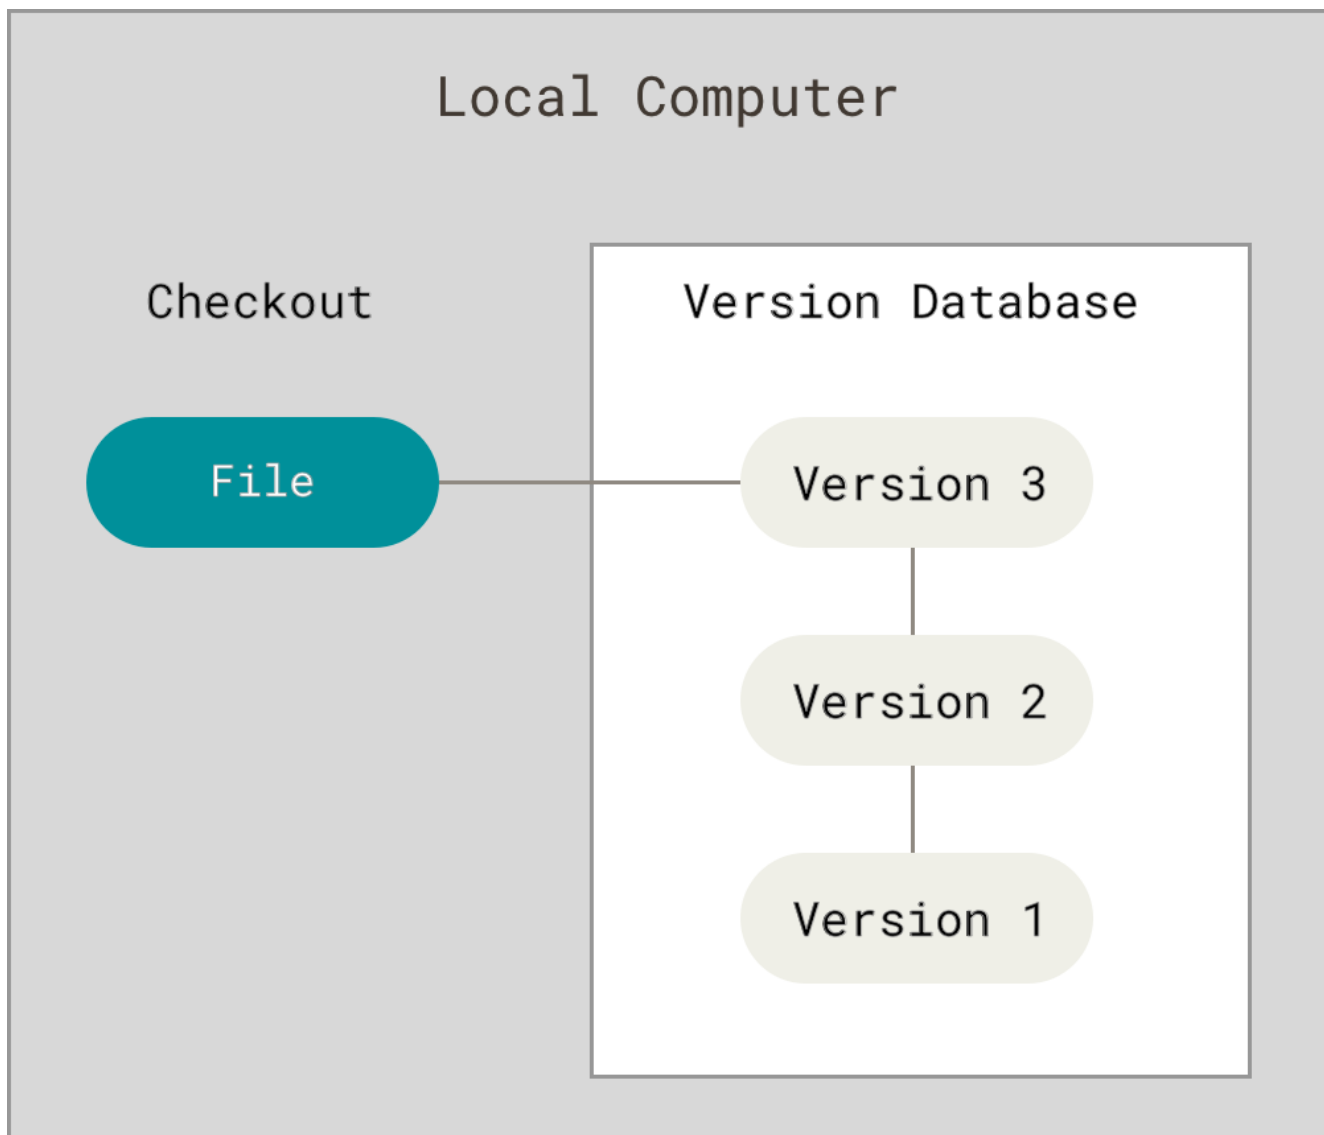 Local Computer
Checkout
Version Database
File
Version 3
Version 2
Version 1